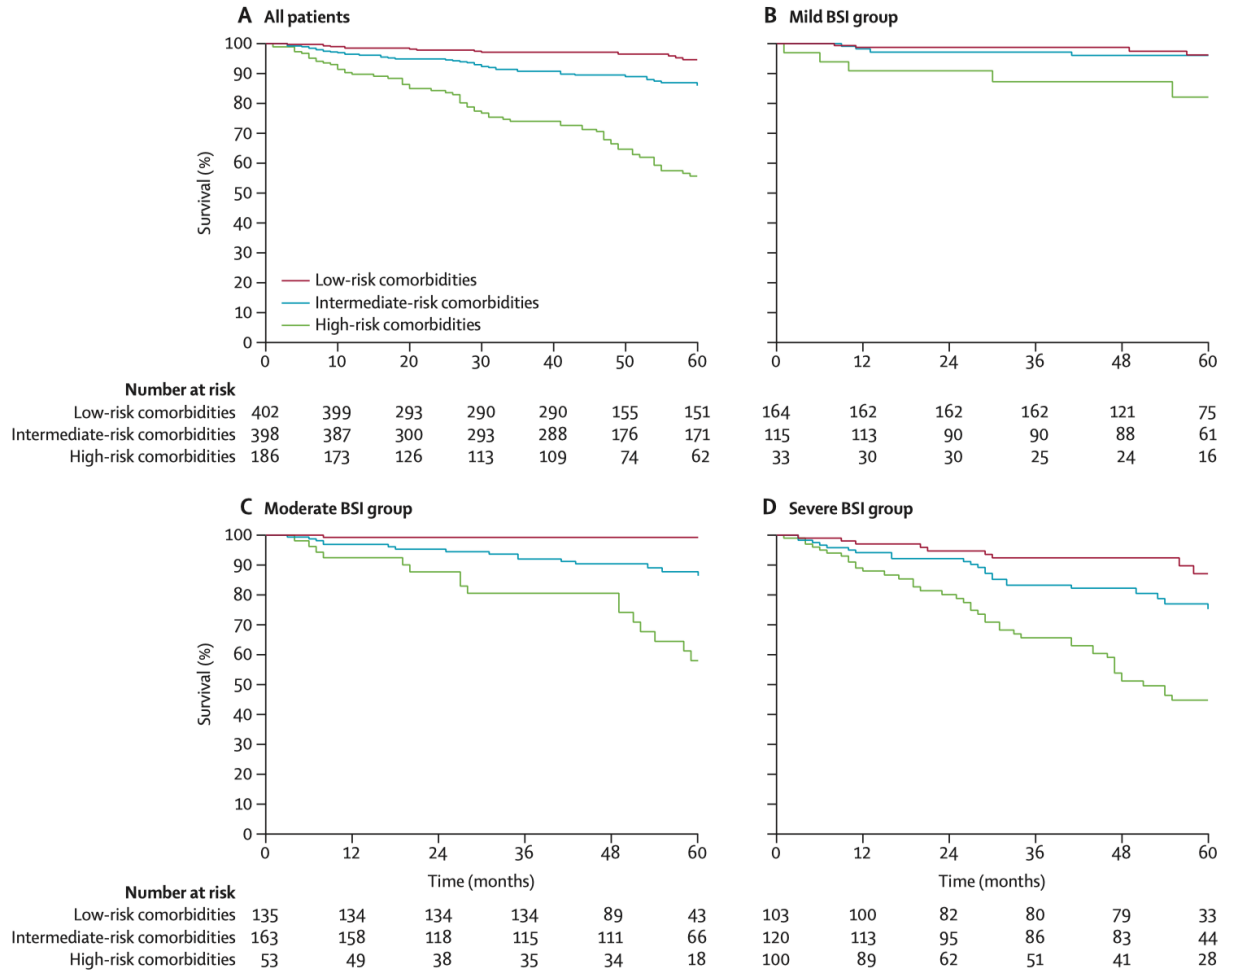 A All patients
B Mild BSI group
100
90
80
70
60
50
40
30
20
10
0
Survival (%)
Low-risk comorbidities
Intermediate-risk comorbidities
High-risk comorbidities
0 10 20 30 40 50 60
0 12 24 36 48 60
Number at risk
Low-risk comorbidities 402 399 293 290 290 155 151 164 162 162 162 121 75
Intermediate-risk comorbidities 398 387 300 293 288 176 171 115 113 90 90 88 61
High-risk comorbidities 186 173 126 113 109 74 62 33 30 30 25 24 16
C Moderate BSI group
D Severe BSI group
100
90
80
70
60
50
40
30
20
10
0
Survival (%)
0 12 24 36 48 60
0 12 24 36 48 60
Time (months)
Time (months)
Number at risk
Low-risk comorbidities 135 134 134 134 89 43 103 100 82 80 79 33
Intermediate-risk comorbidities 163 158 118 115 111 66 120 113 95 86 83 44
High-risk comorbidities 53 49 38 35 34 18 100 89 62 51 41 28